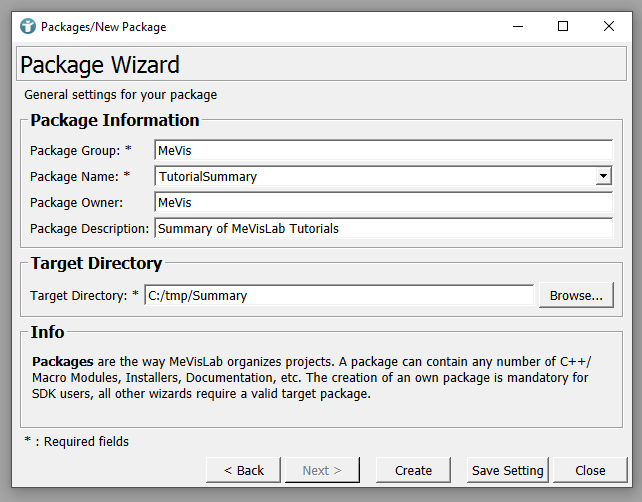 Packages/New Package
Package Wizard
General settings for your package
Package Information
Package Group: * MeVis
Package Name: * TutorialSummary
Package Owner: MeVis
Package Description: Summary of MeVisLab Tutorials
Target Directory
Target Directory: * C:/tmp/Summary Browse...
Info
Packages are the way MeVisLab organizes projects. A package can contain any number of C++/
Macro Modules, Installers, Documentation, etc. The creation of an own package is mandatory for
SDK users, all other wizards require a valid target package.
* : Required fields
< Back Next > Create Save Setting Close